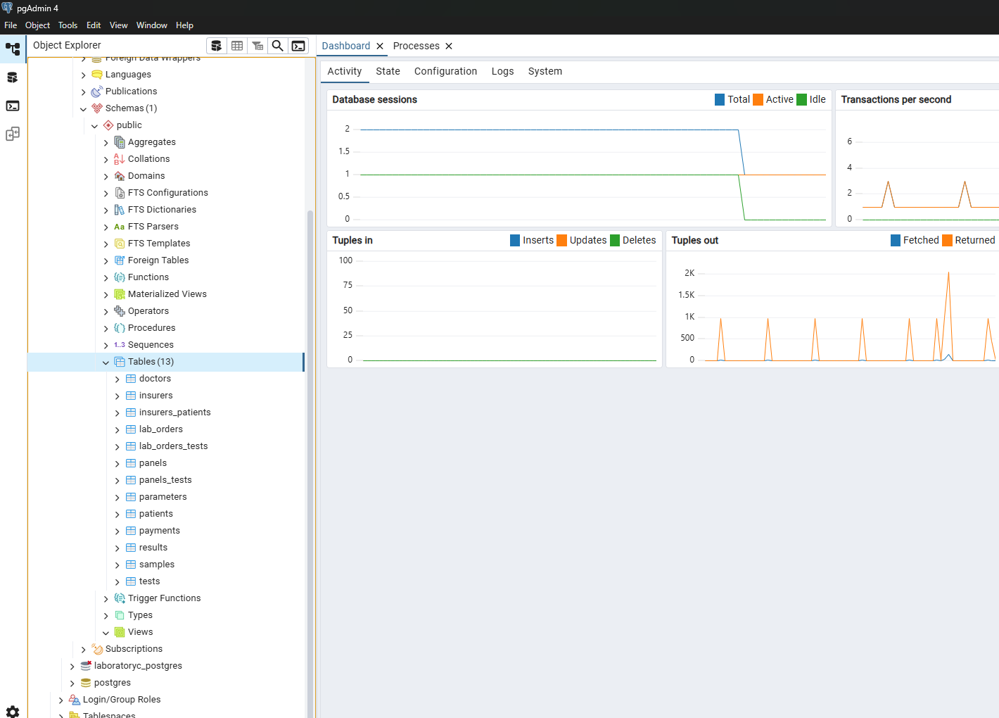 pgAdmin 4
File Object Tools Edit View Window Help
Object Explorer
Dashboard
Processes
Foreign Data Wrappers
Languages
Publications
Schemas (1)
public
Aggregates
Collations
Domains
FTS Configurations
FTS Dictionaries
Aa FTS Parsers
FTS Templates
Foreign Tables
Functions
Materialized Views
Operators
Procedures
1..3 Sequences
Tables (13)
doctors
insurers
insurers_patients
lab_orders
lab_orders_tests
panels
panels_tests
parameters
patients
payments
results
samples
tests
Trigger Functions
Types
Views
Subscriptions
laboratoryc_postgres
postgres
Login/Group Roles
Tablespaces
Activity State Configuration Logs System
Database sessions
Total Active Idle
2
1.5
1
0.5
0
Transactions per second
6
4
2
0
Tuples in
Inserts Updates Deletes
100
75
50
25
0
Tuples out
Fetched Returned
2K
1.5K
1K
500
0